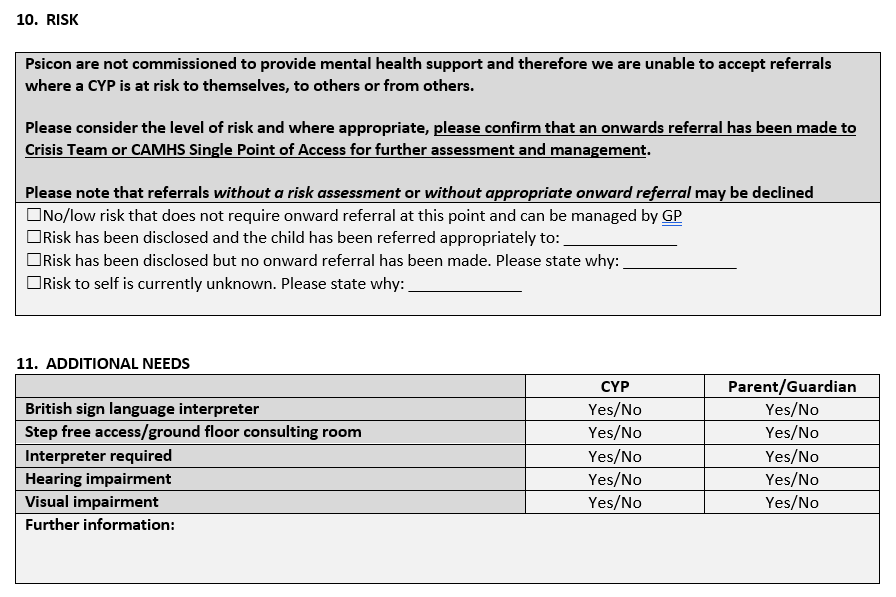 10. RISK
Psicon are not commissioned to provide mental health support and therefore we are unable to accept referrals
where a CYP is at risk to themselves, to others or from others.
Please consider the level of risk and where appropriate, please confirm that an onwards referral has been made to
Crisis Team or CAMHS Single Point of Access for further assessment and management.
Please note that referrals without a risk assessment or without appropriate onward referral may be declined
☐No/low risk that does not require onward referral at this point and can be managed by GP
☐Risk has been disclosed and the child has been referred appropriately to: ______________
☐Risk has been disclosed but no onward referral has been made. Please state why: ______________
☐Risk to self is currently unknown. Please state why: ______________
11. ADDITIONAL NEEDS
CYP Parent/Guardian
British sign language interpreter Yes/No Yes/No
Step free access/ground floor consulting room Yes/No Yes/No
Interpreter required Yes/No Yes/No
Hearing impairment Yes/No Yes/No
Visual impairment Yes/No Yes/No
Further information: